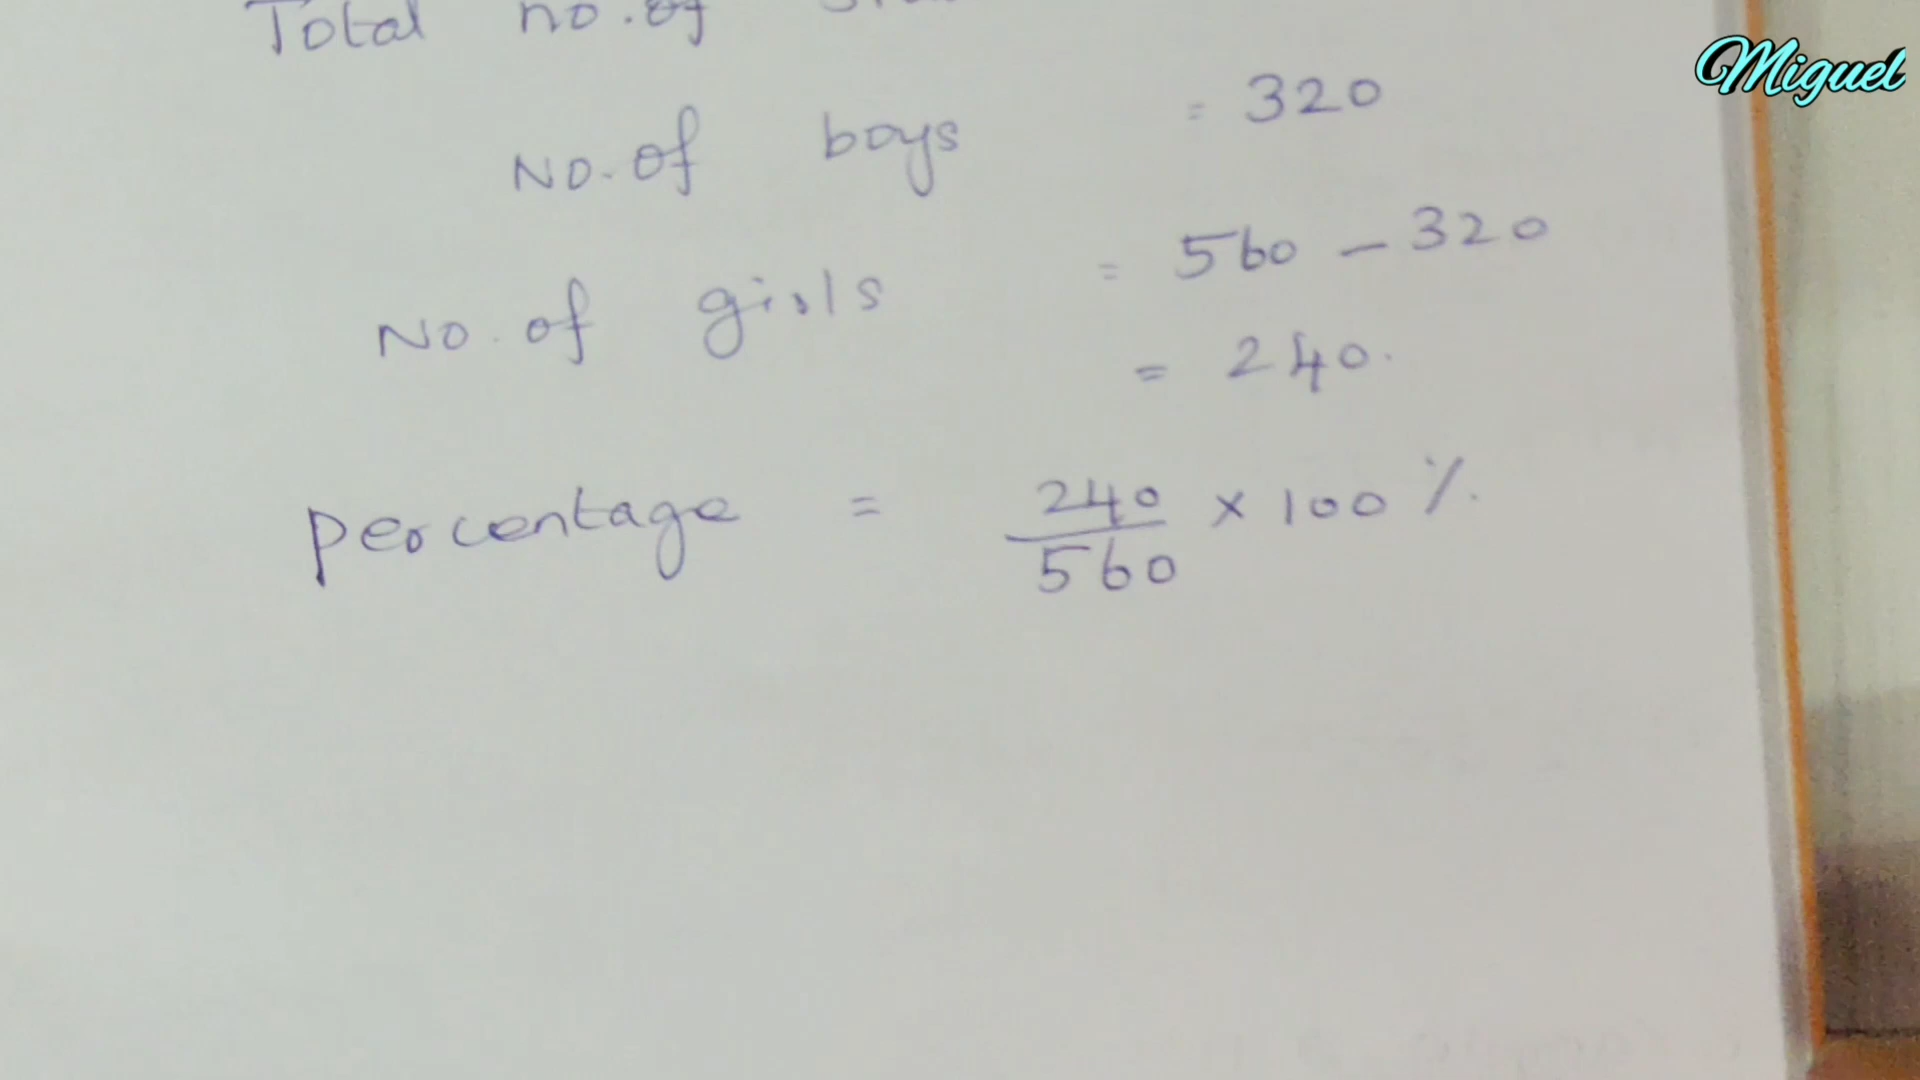 Total no. of
Miguel
No. of boys = 320
No. of girls = 560 - 320
= 240.
percentage = 240/560 × 100 %.